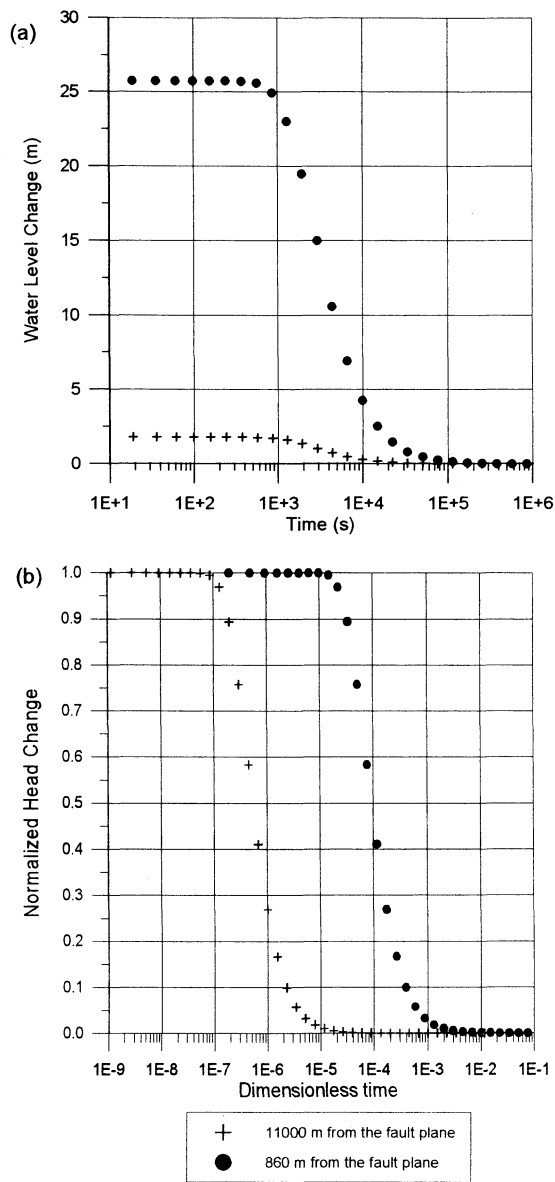 (a)
30
25
20
15
10
5
0
Water Level Change (m)
1E+1 1E+2 1E+3 1E+4 1E+5 1E+6
Time (s)
(b)
1.0
0.9
0.8
0.7
0.6
0.5
0.4
0.3
0.2
0.1
0.0
Normalized Head Change
1E-9 1E-8 1E-7 1E-6 1E-5 1E-4 1E-3 1E-2 1E-1
Dimensionless time
11000 m from the fault plane
860 m from the fault plane